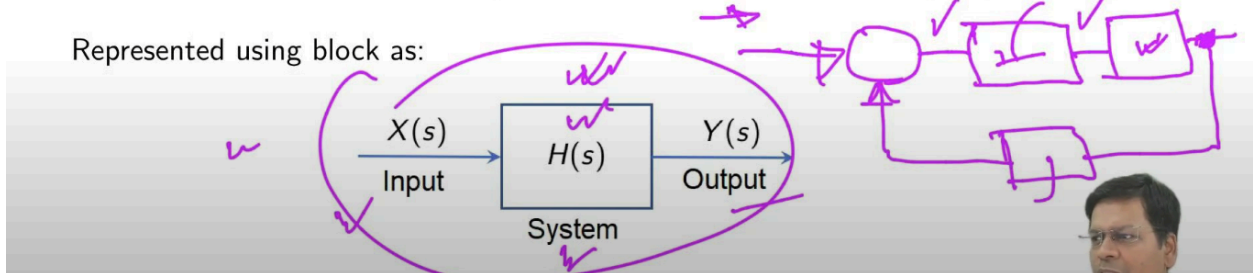 Represented using block as:
X(s)
H(s)
Y(s)
Input
Output
System